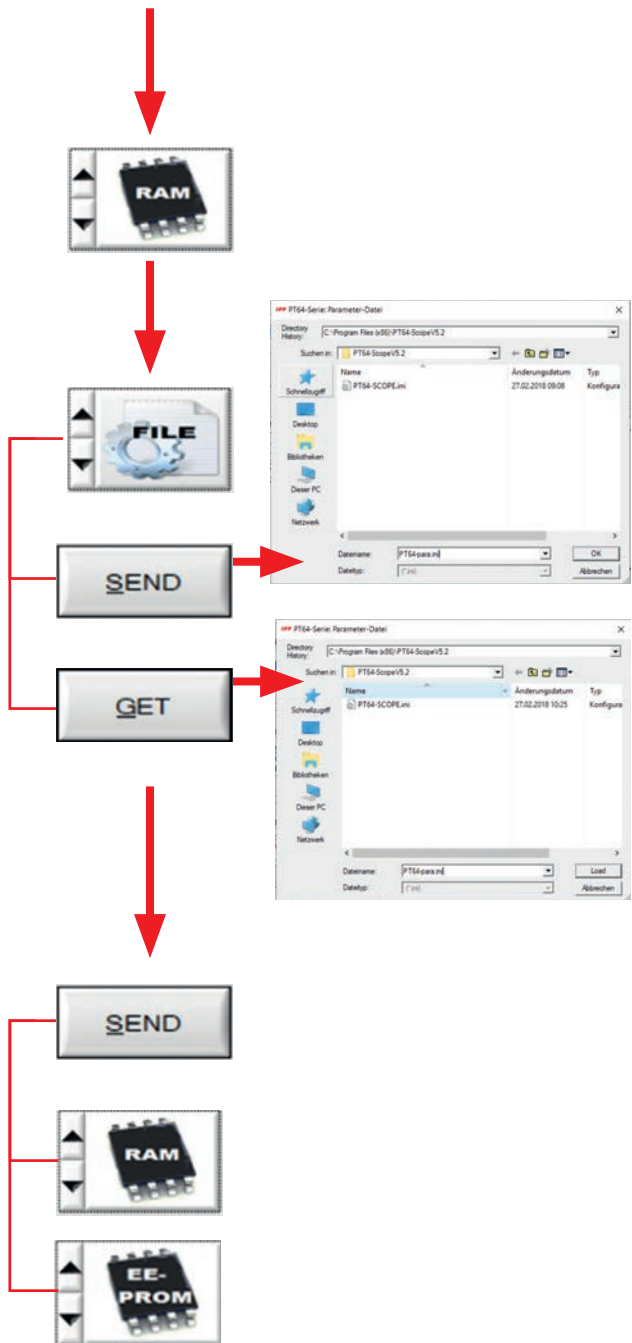 RAM
PT64-Serie: Parameter-Datei
Directory History: C:\Program Files (x86)\PT64-ScopeV5.2
Suchen in: PT64-ScopeV5.2
Name Änderungsdatum Typ
PT64-SCOPE.ini 27.02.2018 09:08 Konfigura
Schnellzugriff
Desktop
Bibliotheken
Dieser PC
Netzwerk
Dateiname: PT64-para.ini OK
Dateityp: (*.ini) Abbrechen
FILE
SEND
GET
PT64-Serie: Parameter-Datei
Directory History: C:\Program Files (x86)\PT64-ScopeV5.2
Suchen in: PT64-ScopeV5.2
Name Änderungsdatum Typ
PT64-SCOPE.ini 27.02.2018 10:25 Konfigura
Schnellzugriff
Desktop
Bibliotheken
Dieser PC
Netzwerk
Dateiname: PT64-para.ini Load
Dateityp: (*.ini) Abbrechen
SEND
RAM
EE-
PROM